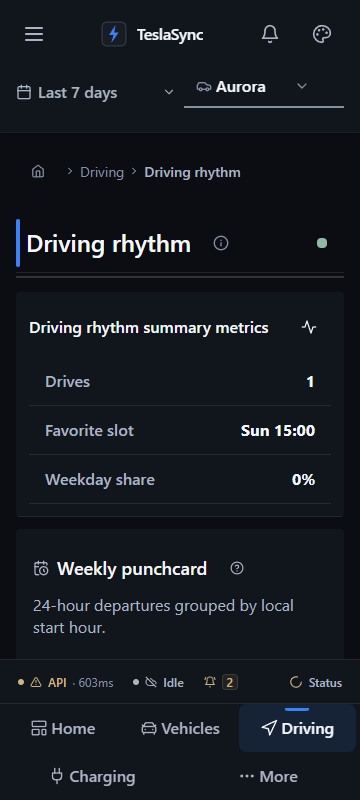 TeslaSync
Last 7 days
Aurora
Driving
Driving rhythm
Driving rhythm
Driving rhythm summary metrics
Drives 1
Favorite slot Sun 15:00
Weekday share 0%
Weekly punchcard
24-hour departures grouped by local
start hour.
API · 603ms Idle 2 Status
Home Vehicles Driving
Charging More